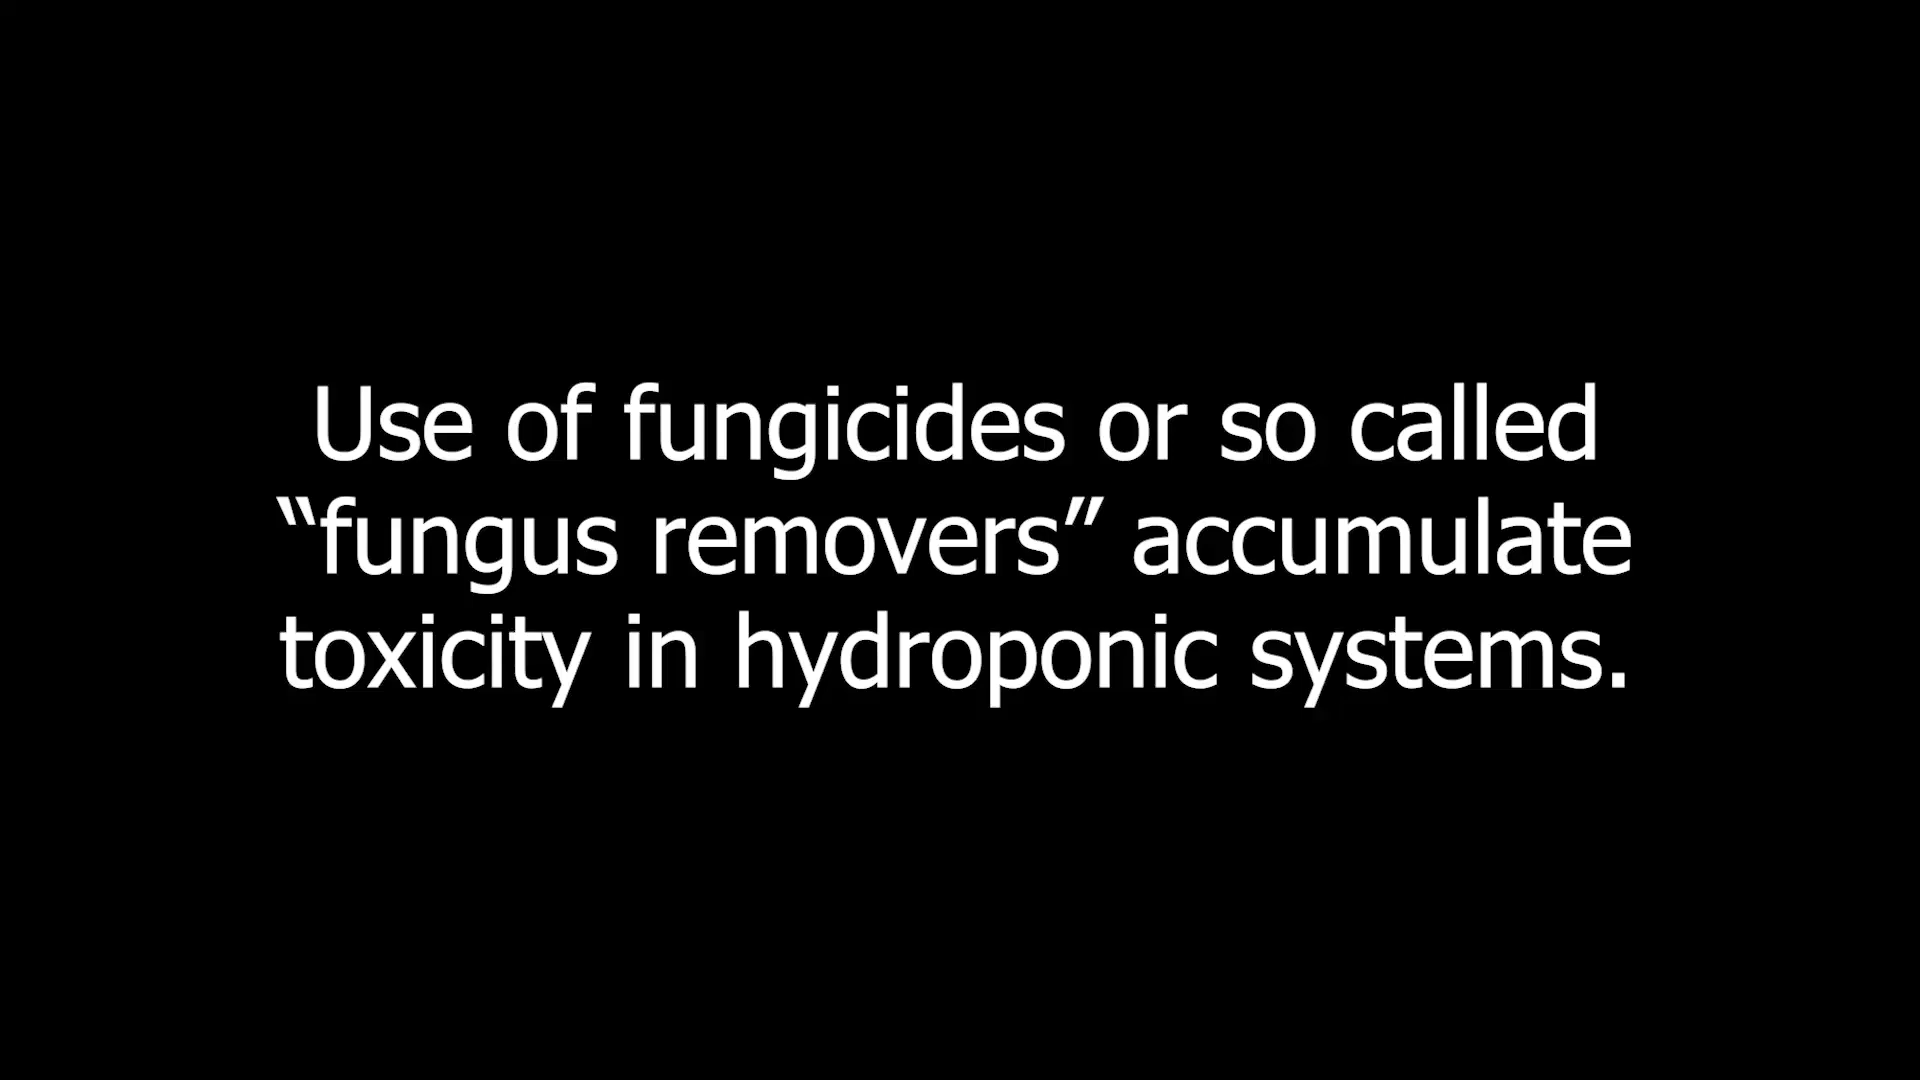 Use of fungicides or so called
“fungus removers” accumulate
toxicity in hydroponic systems.